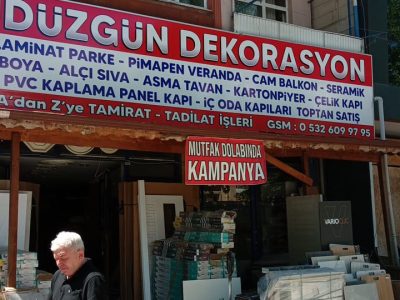 DÜZGÜN DEKORASYON
LAMİNAT PARKE - PİMAPEN VERANDA - CAM BALKON - SERAMİK
BOYA - ALÇI SIVA - ASMA TAVAN - KARTONPİYER - ÇELİK KAPI
PVC KAPLAMA PANEL KAPI - İÇ ODA KAPILARI TOPTAN SATIŞ
A'dan Z'ye TAMİRAT - TADİLAT İŞLERİ GSM : 0 532 609 97 95
MUTFAK DOLABINDA
KAMPANYA
VARIO